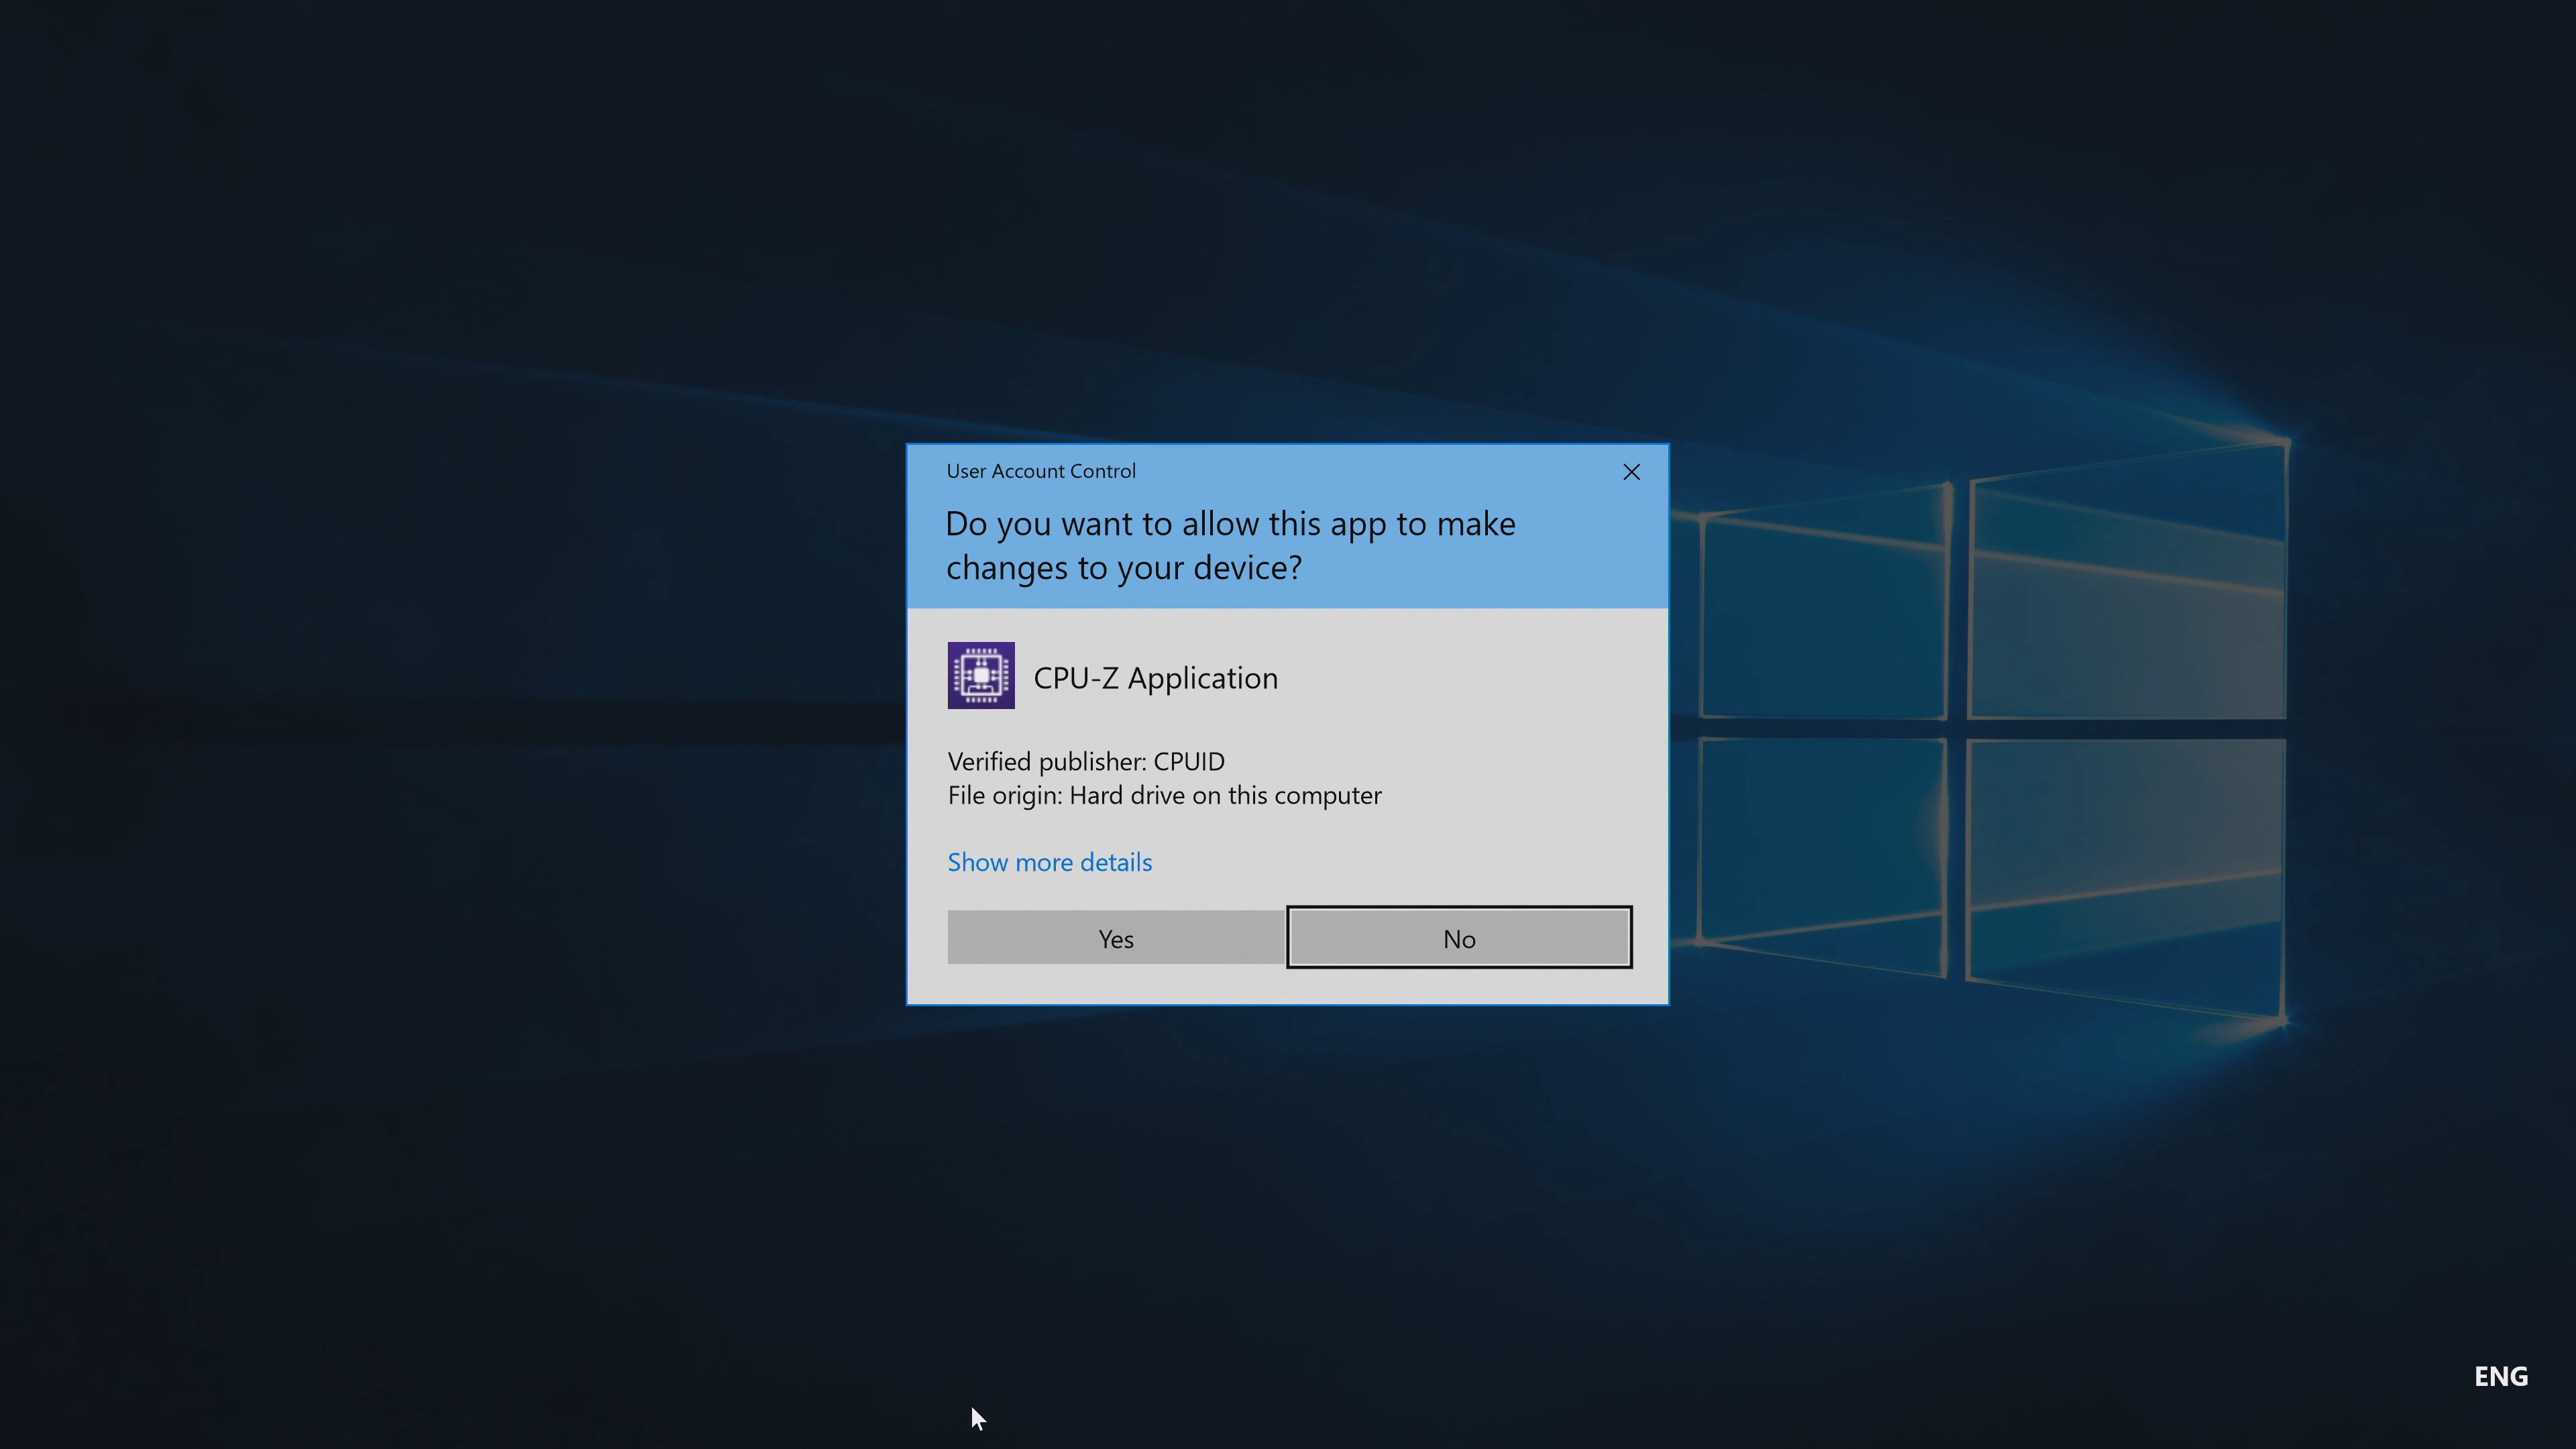 User Account Control
Do you want to allow this app to make
changes to your device?
CPU-Z Application
Verified publisher: CPUID
File origin: Hard drive on this computer
Show more details
Yes
No
ENG